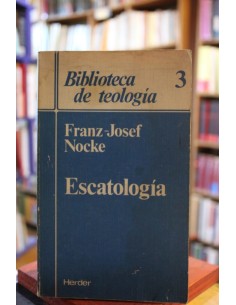 Biblioteca
de teología
3
Franz-Josef
Nocke
Escatología
Herder